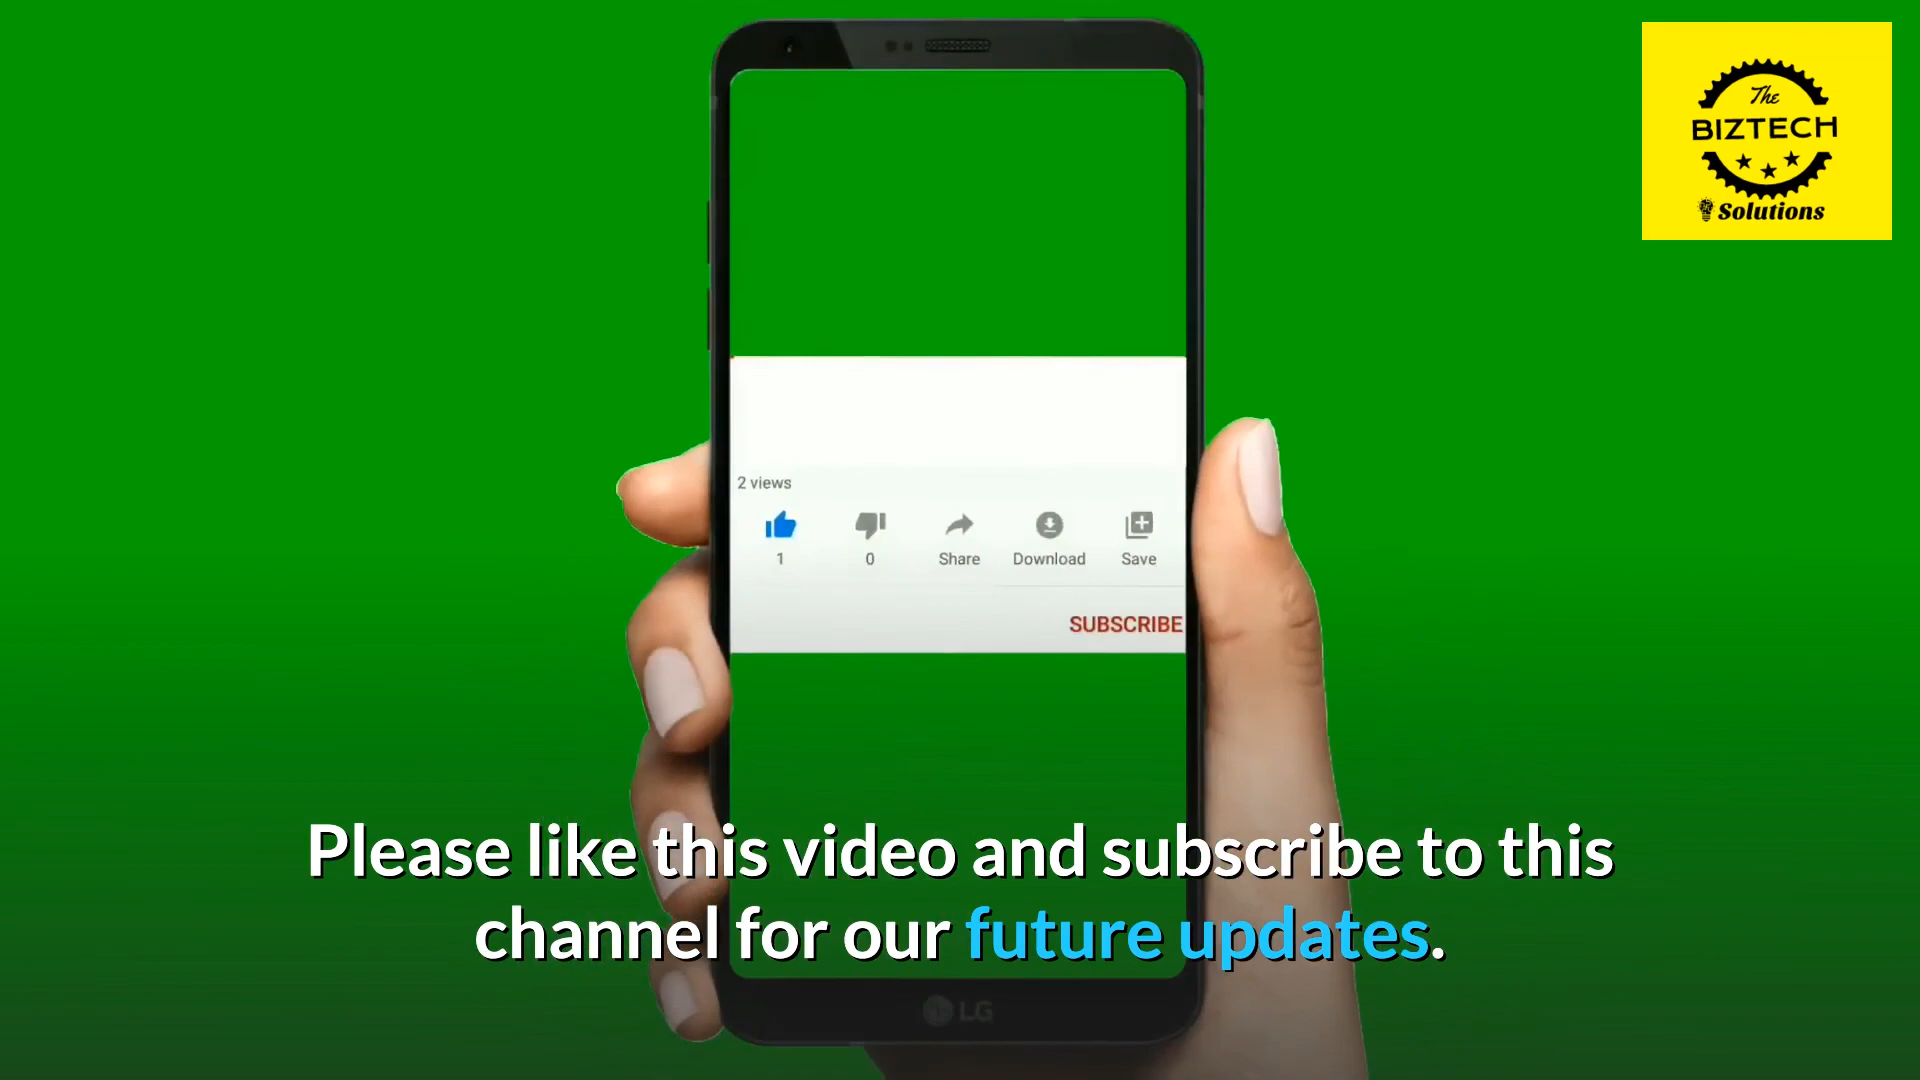 The
BIZTECH
Solutions
2 views
1 0 Share Download Save
SUBSCRIBE
Please like this video and subscribe to this
channel for our future updates.
LG